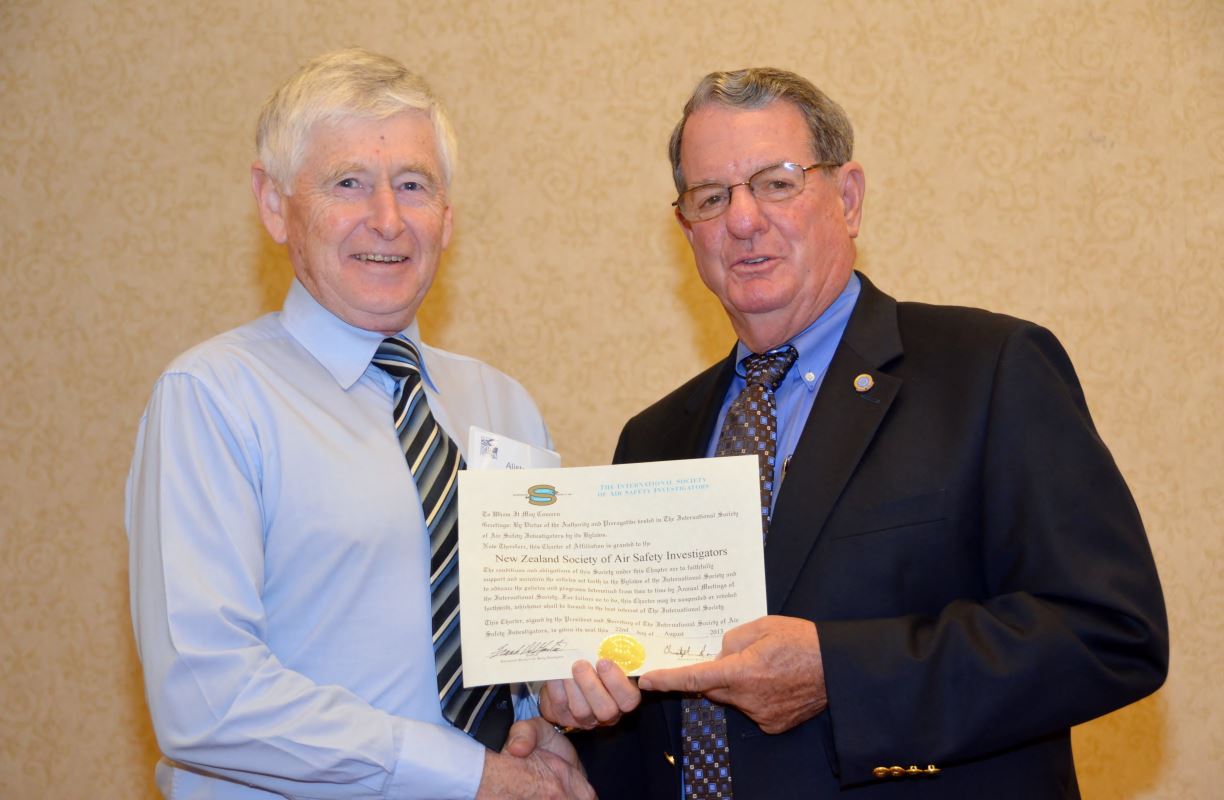 Alist
THE INTERNATIONAL SOCIETY
OF AIR SAFETY INVESTIGATORS
To Whom It May Concern
Greetings: By Virtue of the Authority and Prerogative vested in The International Society
of Air Safety Investigators by its Bylaws.
Now Therefore, this Charter of Affiliation is granted to the
New Zealand Society of Air Safety Investigators
The conditions and obligations of this Society under this Chapter are to faithfully
support and maintain the articles set forth in the Bylaws of the International Society and
to advance the policies and programs determined from time to time by Annual Meetings of
the International Society. For failure so to do, this Charter may be suspended or revoked
forthwith, whichever shall be deemed in the best interest of The International Society.
This Charter, signed by the President and Secretary of The International Society of Air
Safety Investigators, is given its seal this 22nd day of August 2013